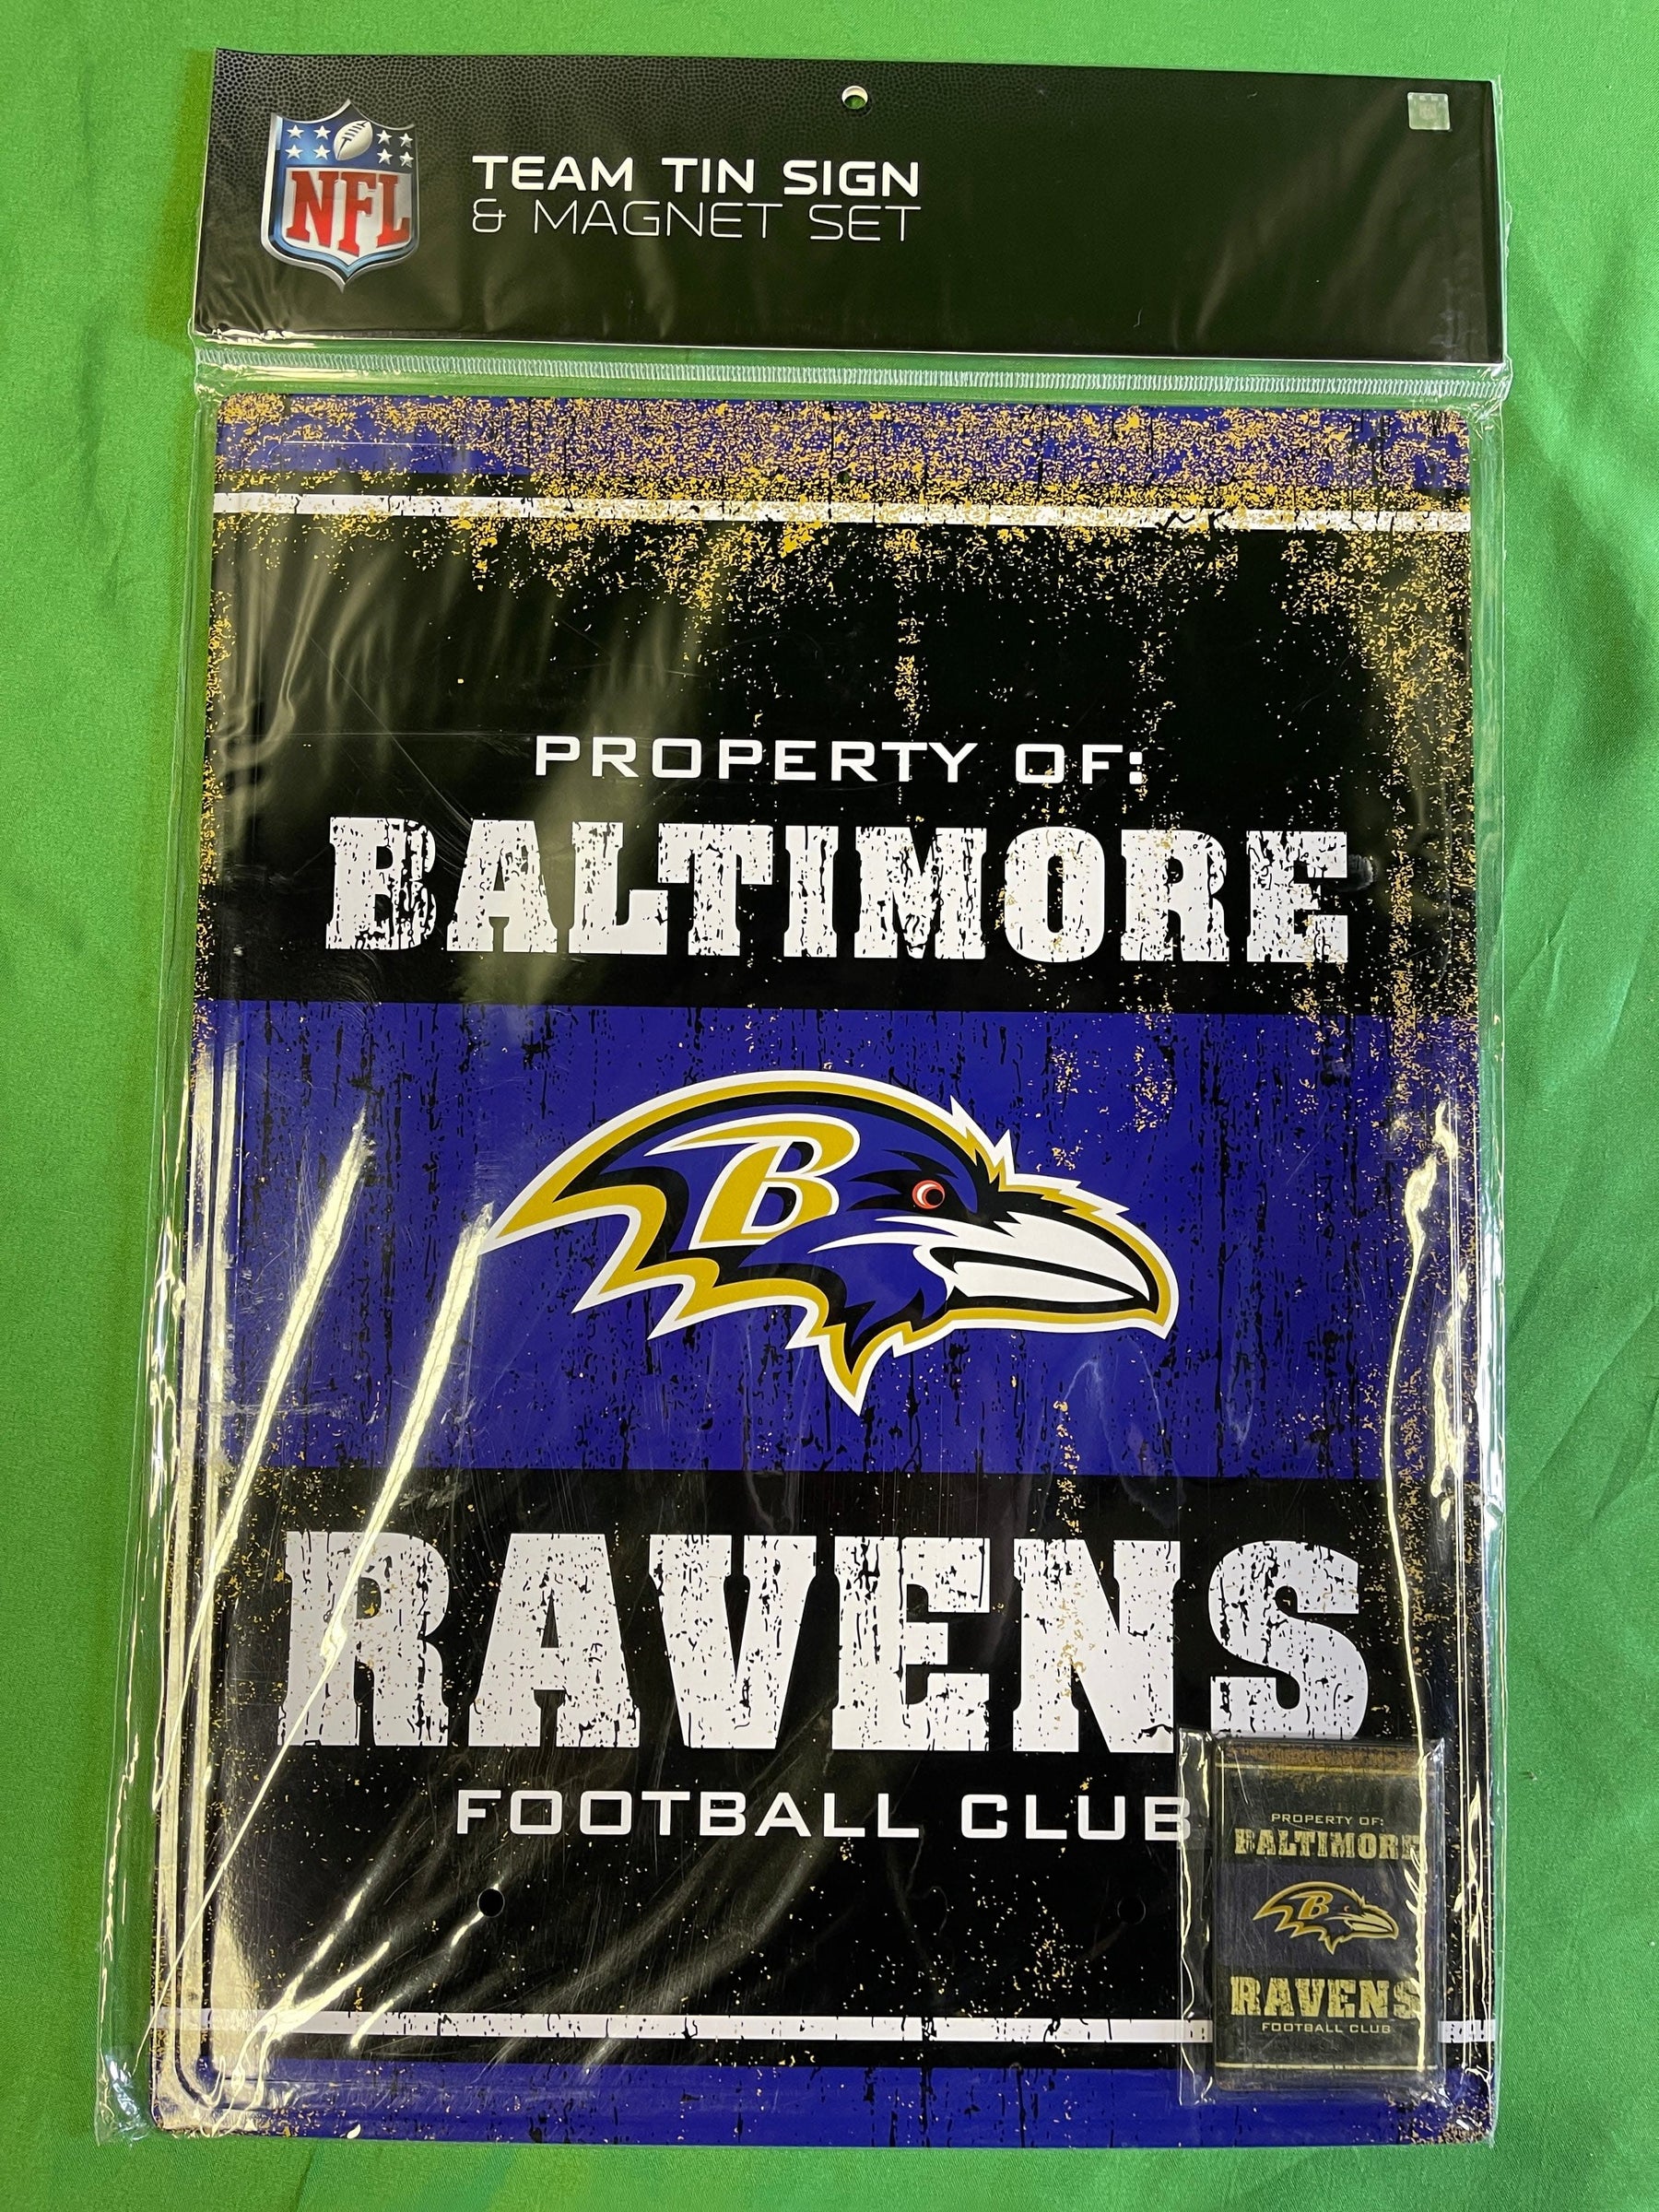 NFL
TEAM TIN SIGN
& MAGNET SET
PROPERTY OF:
BALTIMORE
B
RAVENS
FOOTBALL CLUB
PROPERTY OF:
BALTIMORE
B
RAVENS
FOOTBALL CLUB